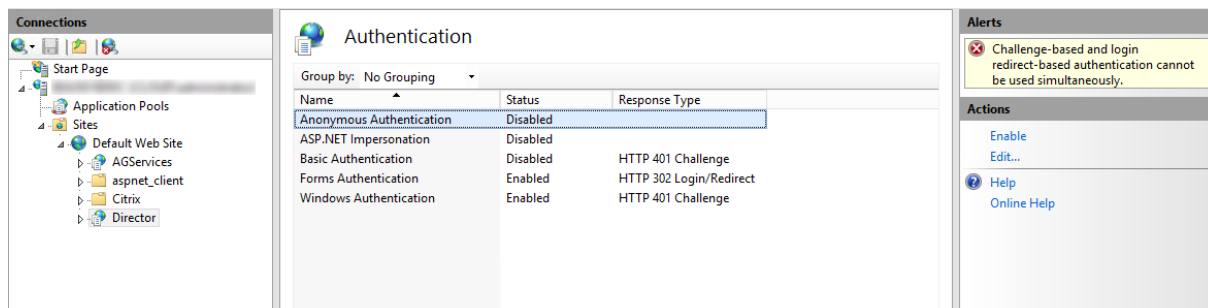 Connections
Start Page
Application Pools
Sites
Default Web Site
AGServices
aspnet_client
Citrix
Director
Authentication
Group by: No Grouping
Name Status Response Type
Anonymous Authentication Disabled
ASP.NET Impersonation Disabled
Basic Authentication Disabled HTTP 401 Challenge
Forms Authentication Enabled HTTP 302 Login/Redirect
Windows Authentication Enabled HTTP 401 Challenge
Alerts
Challenge-based and login
redirect-based authentication cannot
be used simultaneously.
Actions
Enable
Edit...
Help
Online Help